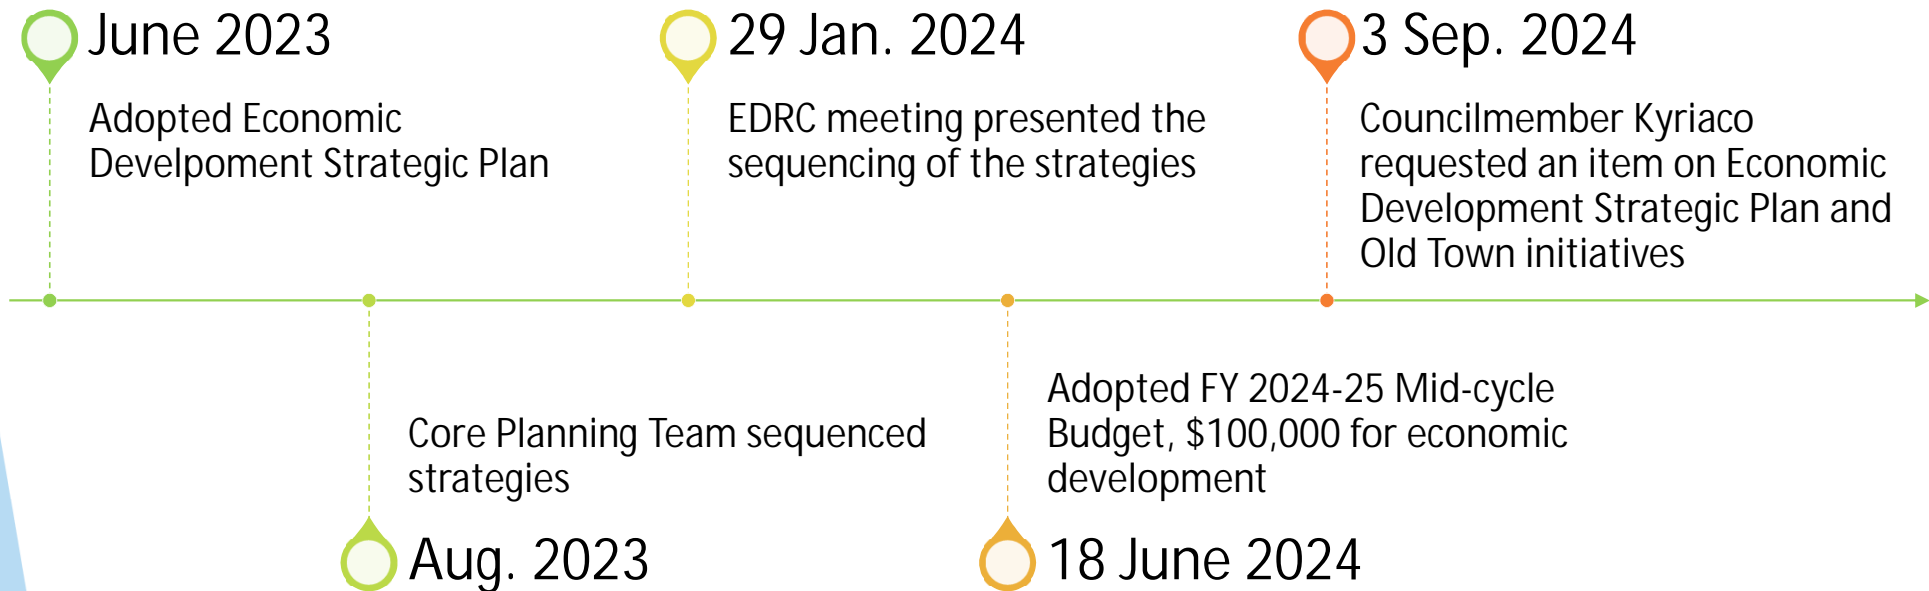 June 2023
Adopted Economic
Develpoment Strategic Plan
Aug. 2023
Core Planning Team sequenced
strategies
29 Jan. 2024
EDRC meeting presented the
sequencing of the strategies
18 June 2024
Adopted FY 2024-25 Mid-cycle
Budget, $100,000 for economic
development
3 Sep. 2024
Councilmember Kyriaco
requested an item on Economic
Development Strategic Plan and
Old Town initiatives